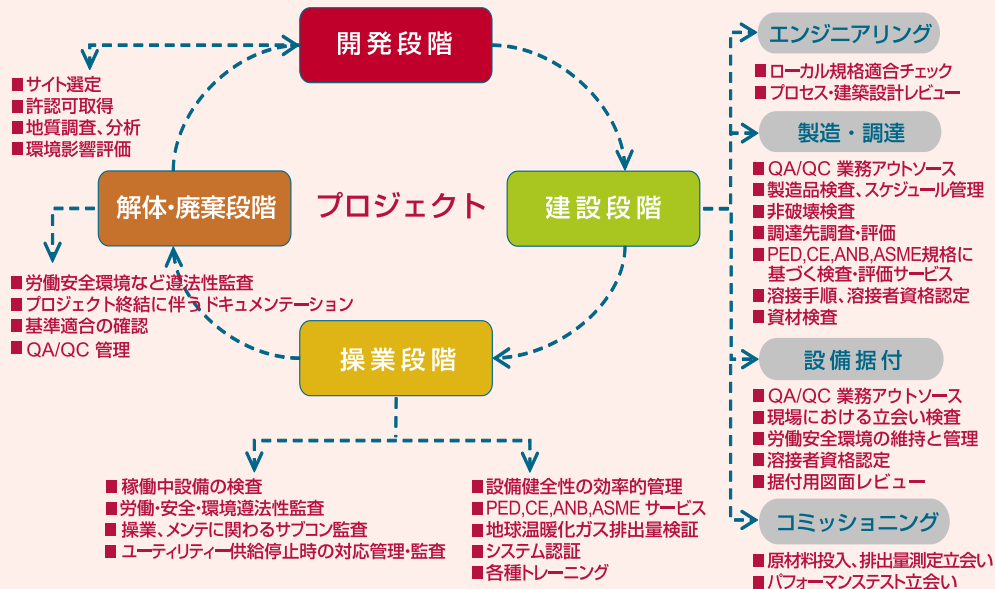 開発段階
■サイト選定
■許認可取得
■地質調査、分析
■環境影響評価
解体・廃棄段階
プロジェクト
建設段階
■労働安全環境など遵法性監査
■プロジェクト終結に伴うドキュメンテーション
■基準適合の確認
■QA/QC 管理
操業段階
■稼働中設備の検査
■労働・安全・環境遵法性監査
■操業、メンテに関わるサブコン監査
■ユーティリティー供給停止時の対応管理・監査
■設備健全性の効率的管理
■PED,CE,ANB,ASME サービス
■地球温暖化ガス排出量検証
■システム認証
■各種トレーニング
エンジニアリング
■ローカル規格適合チェック
■プロセス・建築設計レビュー
製造・調達
■QA/QC 業務アウトソース
■製造品検査、スケジュール管理
■非破壊検査
■調達先調査・評価
■PED,CE,ANB,ASME規格に
基づく検査・評価サービス
■溶接手順、溶接者資格認定
■資材検査
設備据付
■QA/QC 業務アウトソース
■現場における立会い検査
■労働安全環境の維持と管理
■溶接者資格認定
■据付用図面レビュー
コミッショニング
■原材料投入、排出量測定立会い
■パフォーマンステスト立会い